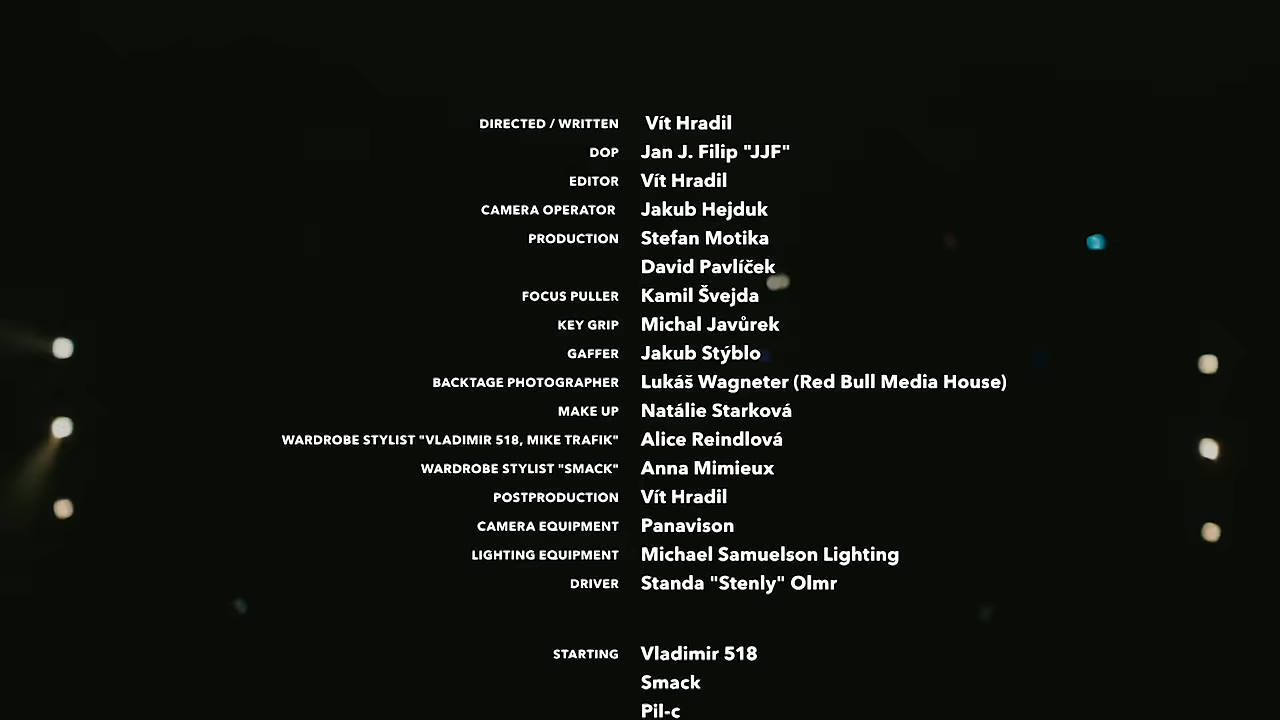 DIRECTED / WRITTEN Vít Hradil
DOP Jan J. Filip "JJF"
EDITOR Vít Hradil
CAMERA OPERATOR Jakub Hejduk
PRODUCTION Stefan Motika
David Pavlíček
FOCUS PULLER Kamil Švejda
KEY GRIP Michal Javůrek
GAFFER Jakub Stýblo
BACKTAGE PHOTOGRAPHER Lukáš Wagneter (Red Bull Media House)
MAKE UP Natálie Starková
WARDROBE STYLIST "VLADIMIR 518, MIKE TRAFIK" Alice Reindlová
WARDROBE STYLIST "SMACK" Anna Mimieux
POSTPRODUCTION Vít Hradil
CAMERA EQUIPMENT Panavison
LIGHTING EQUIPMENT Michael Samuelson Lighting
DRIVER Standa "Stenly" Olmr
STARTING Vladimir 518
Smack
Pil-c